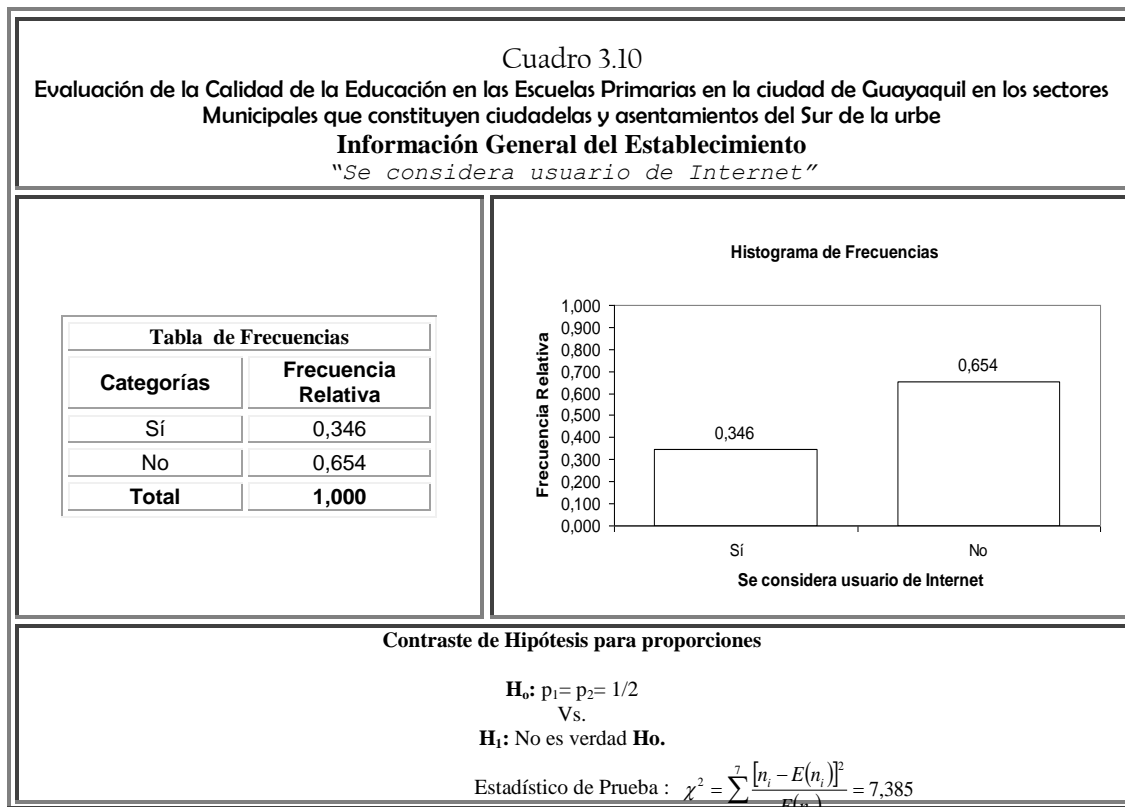 Cuadro 3.10
Evaluación de la Calidad de la Educación en las Escuelas Primarias en la ciudad de Guayaquil en los sectores
Municipales que constituyen ciudadelas y asentamientos del Sur de la urbe
Información General del Establecimiento
"Se considera usuario de Internet"
Tabla de Frecuencias
Categorías Frecuencia Relativa
Sí 0,346
No 0,654
Total 1,000
Histograma de Frecuencias
Frecuencia Relativa
1,000
0,900
0,800
0,700
0,600
0,500
0,400
0,300
0,200
0,100
0,000
0,346
0,654
Sí No
Se considera usuario de Internet
Contraste de Hipótesis para proporciones
Ho: p1= p2= 1/2
Vs.
H1: No es verdad Ho.
Estadístico de Prueba : χ² = ∑ 7 [ni − E(ni)]² / E(n = 7,385